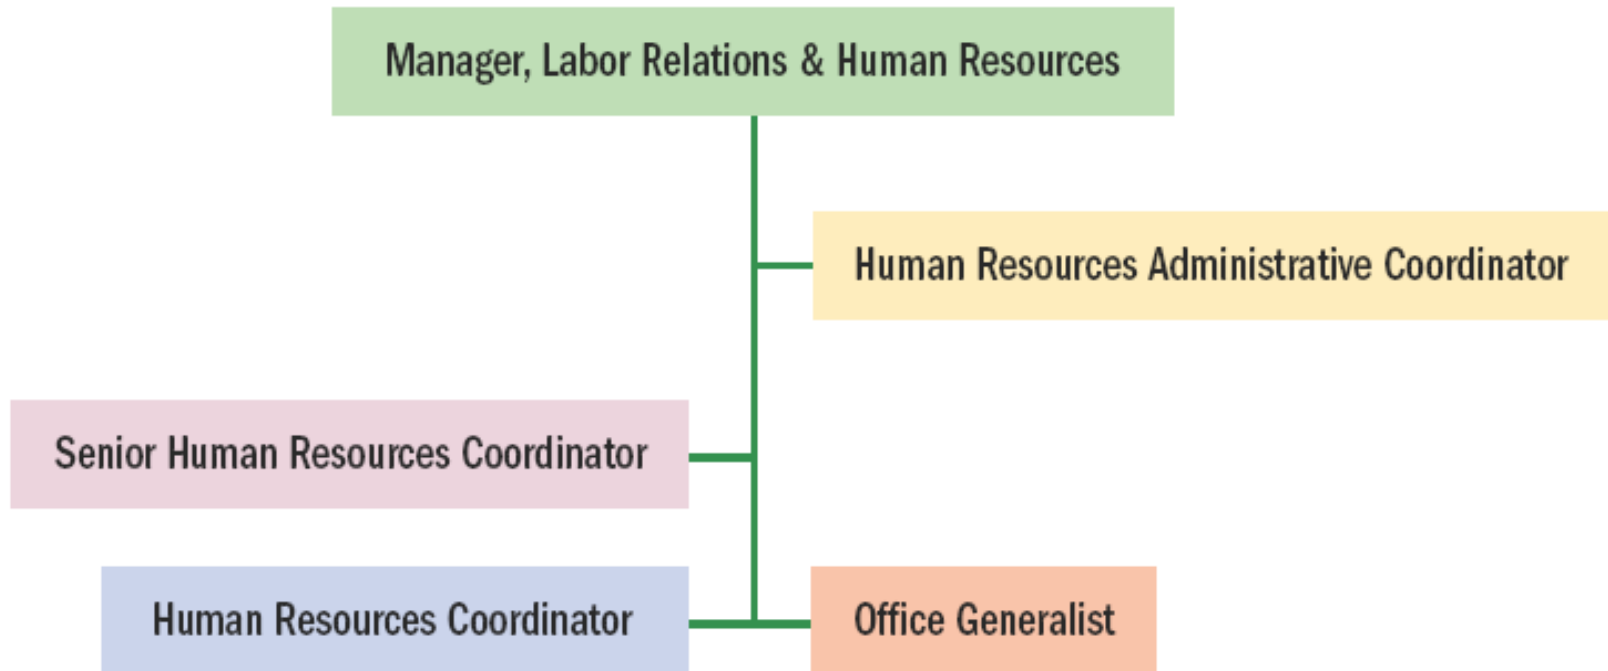 Manager, Labor Relations & Human Resources
Human Resources Administrative Coordinator
Senior Human Resources Coordinator
Human Resources Coordinator
Office Generalist